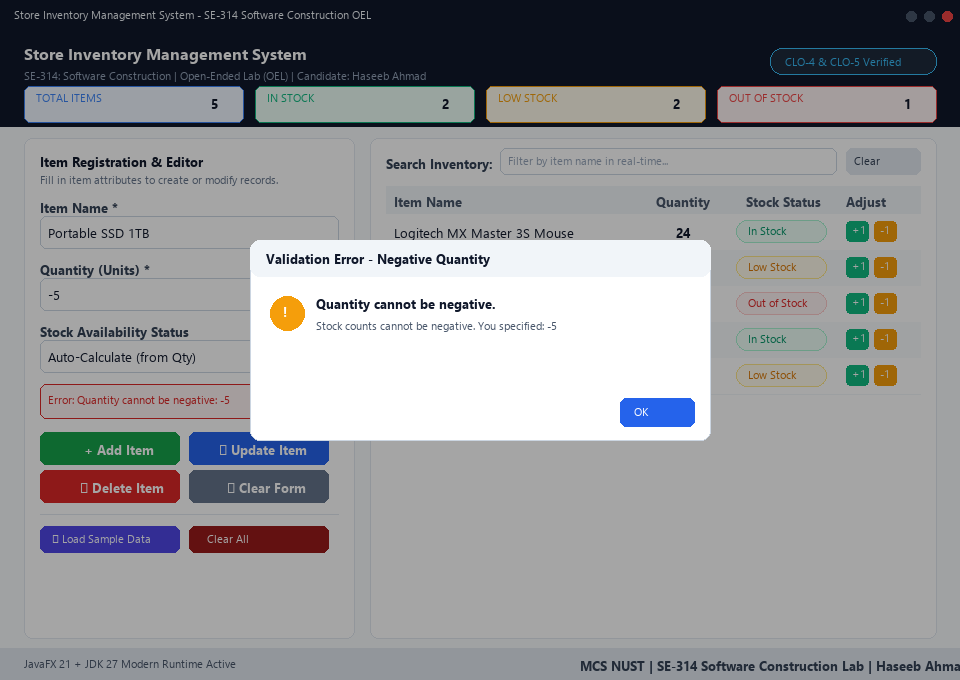 Store Inventory Management System - SE-314 Software Construction OEL
Store Inventory Management System
SE-314: Software Construction | Open-Ended Lab (OEL) | Candidate: Haseeb Ahmad
CLO-4 & CLO-5 Verified
TOTAL ITEMS 5
IN STOCK 2
LOW STOCK 2
OUT OF STOCK 1
Item Registration & Editor
Fill in item attributes to create or modify records.
Item Name *
Portable SSD 1TB
Quantity (Units) *
-5
Stock Availability Status
Auto-Calculate (from Qty)
Error: Quantity cannot be negative: -5
+ Add Item
Update Item
Delete Item
Clear Form
Load Sample Data
Clear All
Search Inventory: Filter by item name in real-time... Clear
Item Name Quantity Stock Status Adjust
Logitech MX Master 3S Mouse 24 In Stock +1 -1
Low Stock +1 -1
Out of Stock +1 -1
In Stock +1 -1
Low Stock +1 -1
Validation Error - Negative Quantity
!
Quantity cannot be negative.
Stock counts cannot be negative. You specified: -5
OK
JavaFX 21 + JDK 27 Modern Runtime Active
MCS NUST | SE-314 Software Construction Lab | Haseeb Ahma